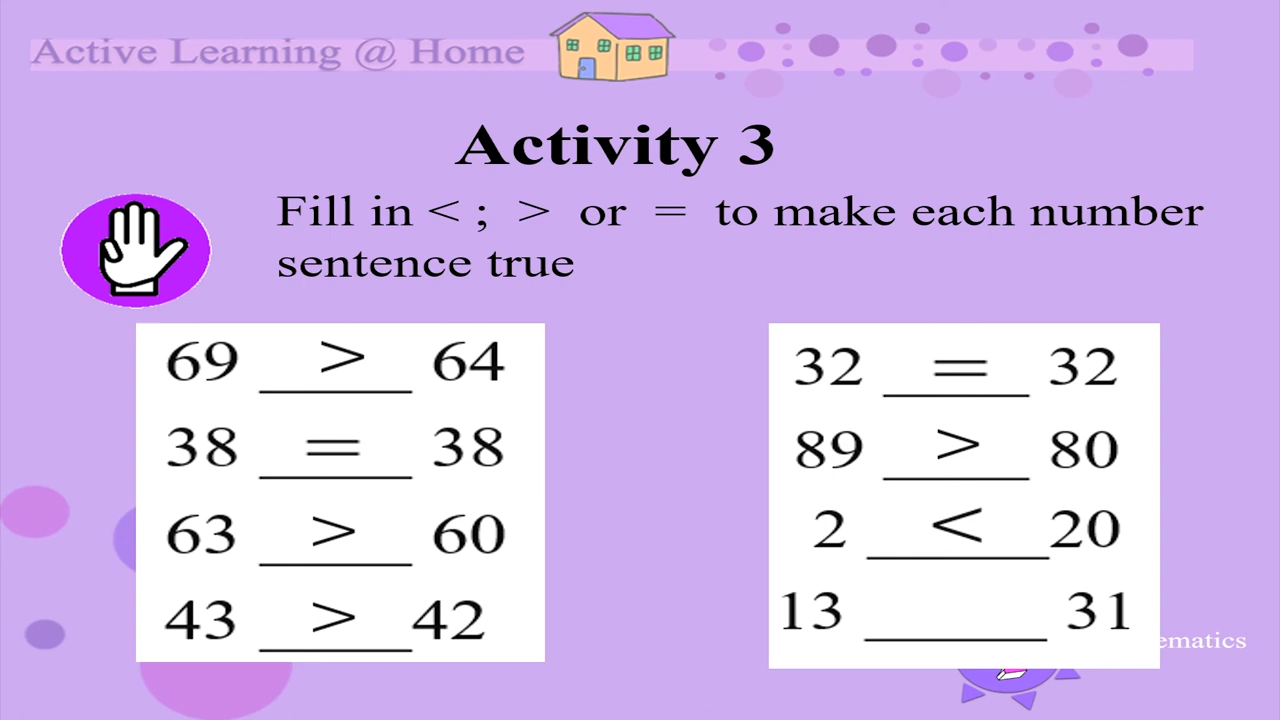 Active Learning @ Home
Activity 3
Fill in < ; > or = to make each number
sentence true
69 > 64
38 = 38
63 > 60
43 > 42
32 = 32
89 > 80
2 < 20
13 ______ 31
ematics